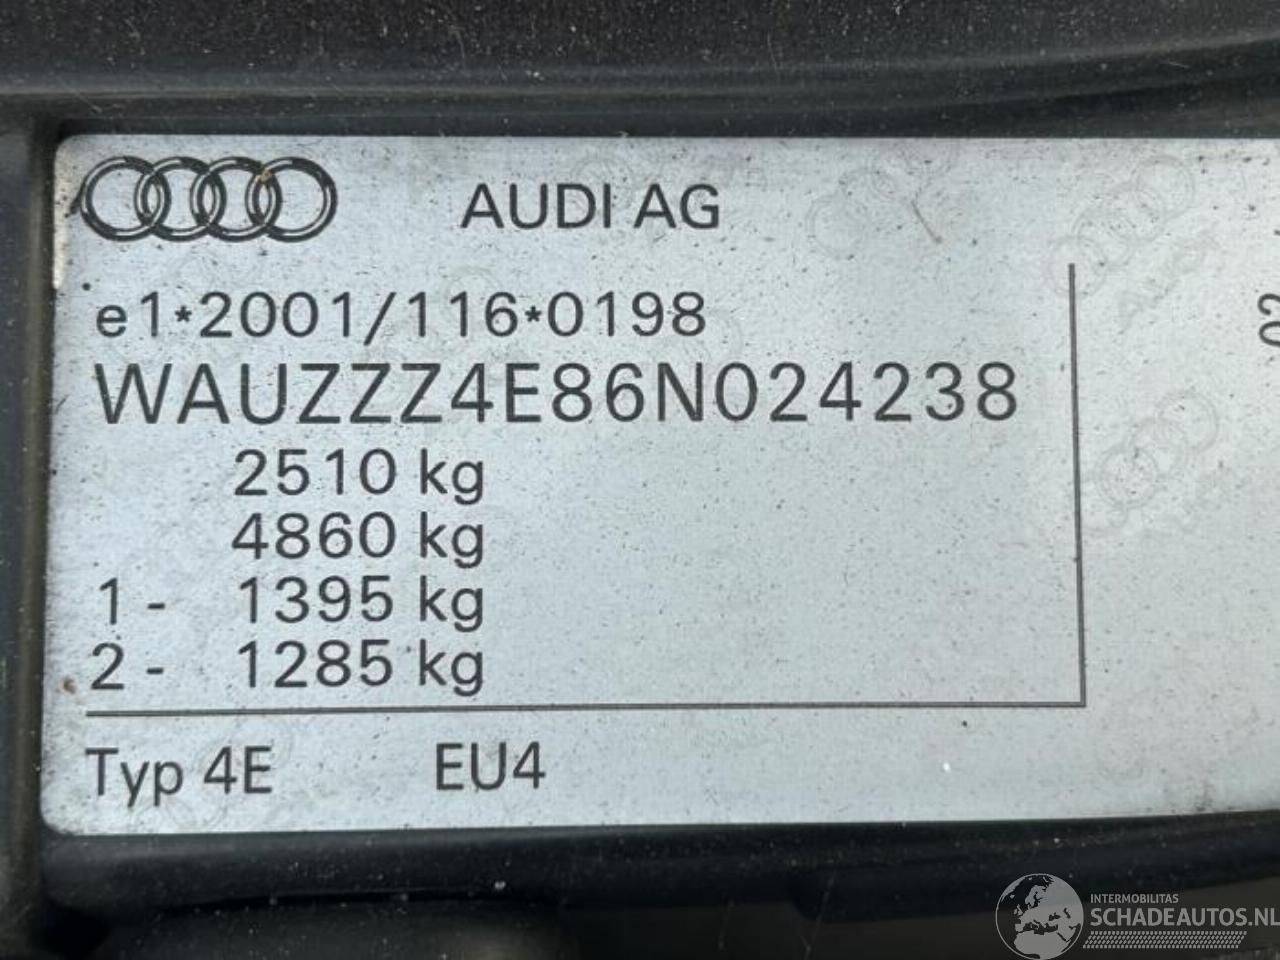 AUDI AG
e1*2001/116*0198
WAUZZZ4E86N024238
2510 kg
4860 kg
1 - 1395 kg
2 - 1285 kg
Typ 4E EU4
INTERMOBILITAS
SCHADEAUTOS.NL